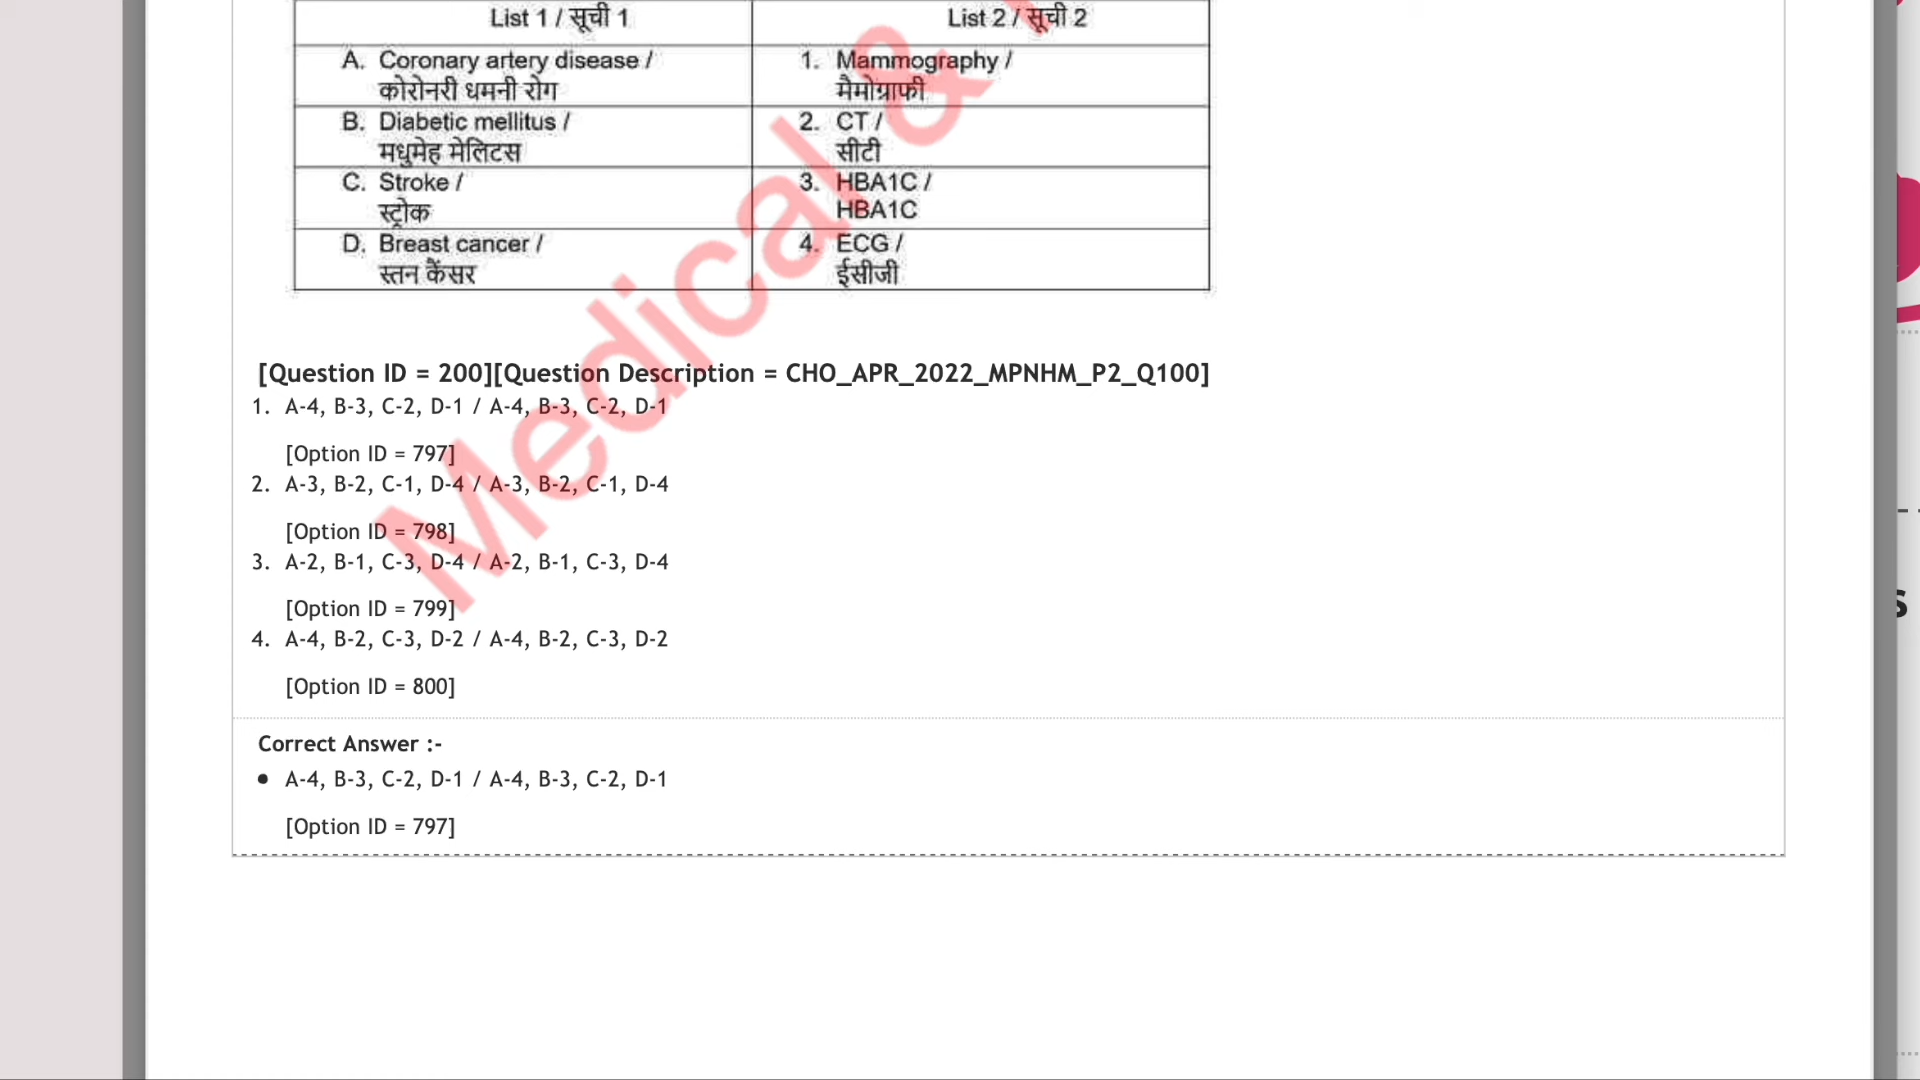 List 1 / सूची 1
List 2 / सूची 2
A. Coronary artery disease /
कोरोनरी धमनी रोग
1. Mammography /
मैमोग्राफी
B. Diabetic mellitus /
मधुमेह मेलिटस
2. CT /
सीटी
C. Stroke /
स्ट्रोक
3. HBA1C /
HBA1C
D. Breast cancer /
स्तन कैंसर
4. ECG /
ईसीजी
Medical &
[Question ID = 200][Question Description = CHO_APR_2022_MPNHM_P2_Q100]
1. A-4, B-3, C-2, D-1 / A-4, B-3, C-2, D-1
[Option ID = 797]
2. A-3, B-2, C-1, D-4 / A-3, B-2, C-1, D-4
[Option ID = 798]
3. A-2, B-1, C-3, D-4 / A-2, B-1, C-3, D-4
[Option ID = 799]
4. A-4, B-2, C-3, D-2 / A-4, B-2, C-3, D-2
[Option ID = 800]
Correct Answer :-
• A-4, B-3, C-2, D-1 / A-4, B-3, C-2, D-1
[Option ID = 797]